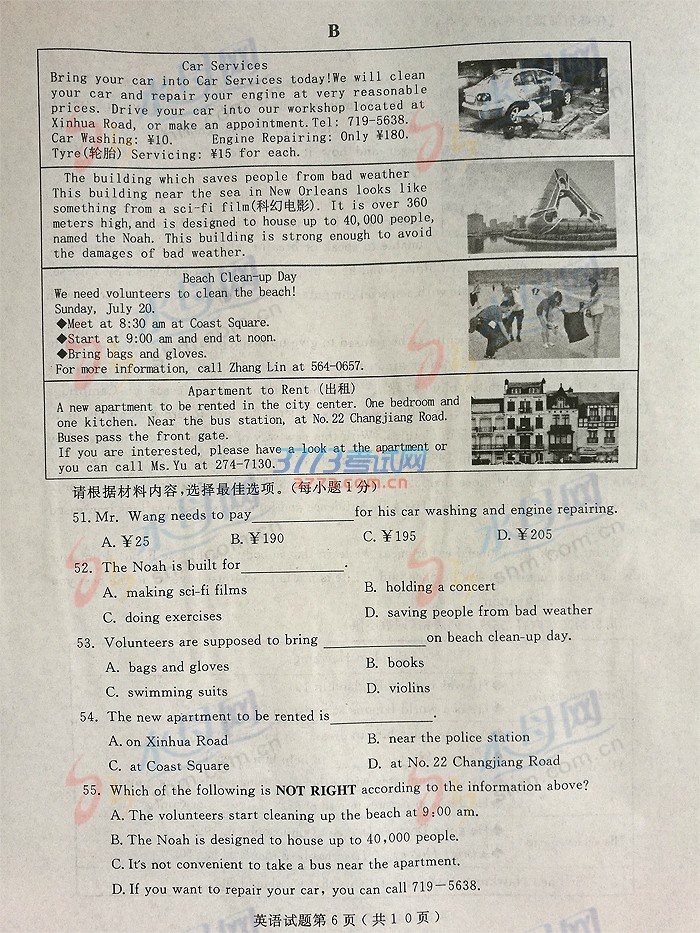 B
Car Services
Bring your car into Car Services today!We will clean
your car and repair your engine at very reasonable
prices. Drive your car into our workshop located at
Xinhua Road, or make an appointment.Tel: 719-5638.
Car Washing: ¥10. Engine Repairing: Only ¥180.
Tyre(轮胎) Servicing: ¥15 for each.
The building which saves people from bad weather
This building near the sea in New Orleans looks like
something from a sci-fi film(科幻电影). It is over 360
meters high,and is designed to house up to 40,000 people,
named the Noah. This building is strong enough to avoid
the damages of bad weather.
Beach Clean-up Day
We need volunteers to clean the beach!
Sunday, July 20.
◆Meet at 8:30 am at Coast Square.
◆Start at 9:00 am and end at noon.
◆Bring bags and gloves.
For more information, call Zhang Lin at 564-0657.
Apartment to Rent (出租)
A new apartment to be rented in the city center. One bedroom and
one kitchen. Near the bus station, at No.22 Changjiang Road.
Buses pass the front gate.
If you are interested, please have a look at the apartment or
you can call Ms.Yu at 274-7130.
3773考试网
3773.com.cn
请根据材料内容,选择最佳选项。(每小题1分)
51. Mr. Wang needs to pay____________for his car washing and engine repairing.
A. ¥25 B. ¥190 C. ¥195 D. ¥205
52. The Noah is built for____________.
A. making sci-fi films B. holding a concert
C. doing exercises D. saving people from bad weather
53. Volunteers are supposed to bring ____________on beach clean-up day.
A. bags and gloves B. books
C. swimming suits D. violins
54. The new apartment to be rented is____________.
A. on Xinhua Road B. near the police station
C. at Coast Square D. at No. 22 Changjiang Road
55. Which of the following is NOT RIGHT according to the information above?
A. The volunteers start cleaning up the beach at 9:00 am.
B. The Noah is designed to house up to 40,000 people.
C. It's not convenient to take a bus near the apartment.
D. If you want to repair your car, you can call 719-5638.
英语试题第6页(共10页)